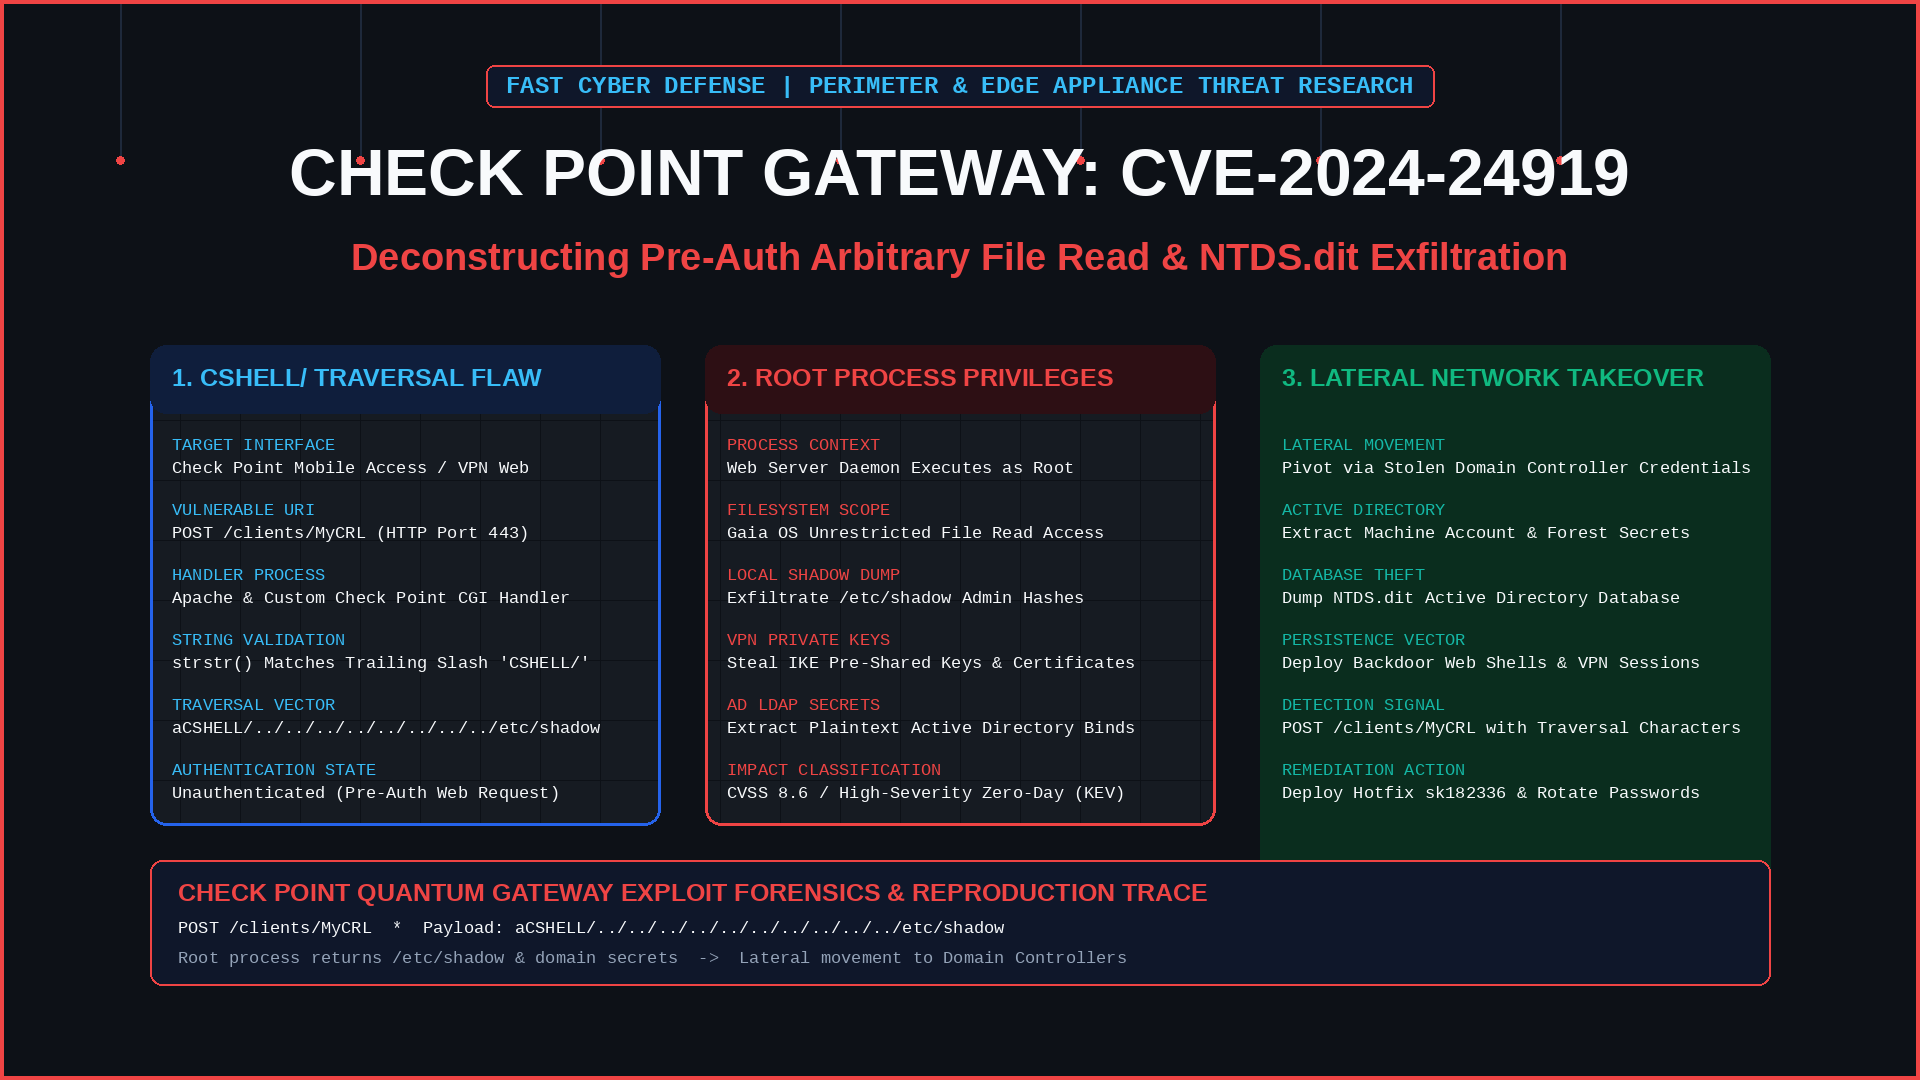 FAST CYBER DEFENSE | PERIMETER & EDGE APPLIANCE THREAT RESEARCH
CHECK POINT GATEWAY: CVE-2024-24919
Deconstructing Pre-Auth Arbitrary File Read & NTDS.dit Exfiltration
1. CSHELL/ TRAVERSAL FLAW
TARGET INTERFACE
Check Point Mobile Access / VPN Web
VULNERABLE URI
POST /clients/MyCRL (HTTP Port 443)
HANDLER PROCESS
Apache & Custom Check Point CGI Handler
STRING VALIDATION
strstr() Matches Trailing Slash 'CSHELL/'
TRAVERSAL VECTOR
aCSHELL/../../../../../../../../etc/shadow
AUTHENTICATION STATE
Unauthenticated (Pre-Auth Web Request)
2. ROOT PROCESS PRIVILEGES
PROCESS CONTEXT
Web Server Daemon Executes as Root
FILESYSTEM SCOPE
Gaia OS Unrestricted File Read Access
LOCAL SHADOW DUMP
Exfiltrate /etc/shadow Admin Hashes
VPN PRIVATE KEYS
Steal IKE Pre-Shared Keys & Certificates
AD LDAP SECRETS
Extract Plaintext Active Directory Binds
IMPACT CLASSIFICATION
CVSS 8.6 / High-Severity Zero-Day (KEV)
3. LATERAL NETWORK TAKEOVER
LATERAL MOVEMENT
Pivot via Stolen Domain Controller Credentials
ACTIVE DIRECTORY
Extract Machine Account & Forest Secrets
DATABASE THEFT
Dump NTDS.dit Active Directory Database
PERSISTENCE VECTOR
Deploy Backdoor Web Shells & VPN Sessions
DETECTION SIGNAL
POST /clients/MyCRL with Traversal Characters
REMEDIATION ACTION
Deploy Hotfix sk182336 & Rotate Passwords
CHECK POINT QUANTUM GATEWAY EXPLOIT FORENSICS & REPRODUCTION TRACE
POST /clients/MyCRL  *  Payload: aCSHELL/../../../../../../../../../../etc/shadow
Root process returns /etc/shadow & domain secrets  ->  Lateral movement to Domain Controllers